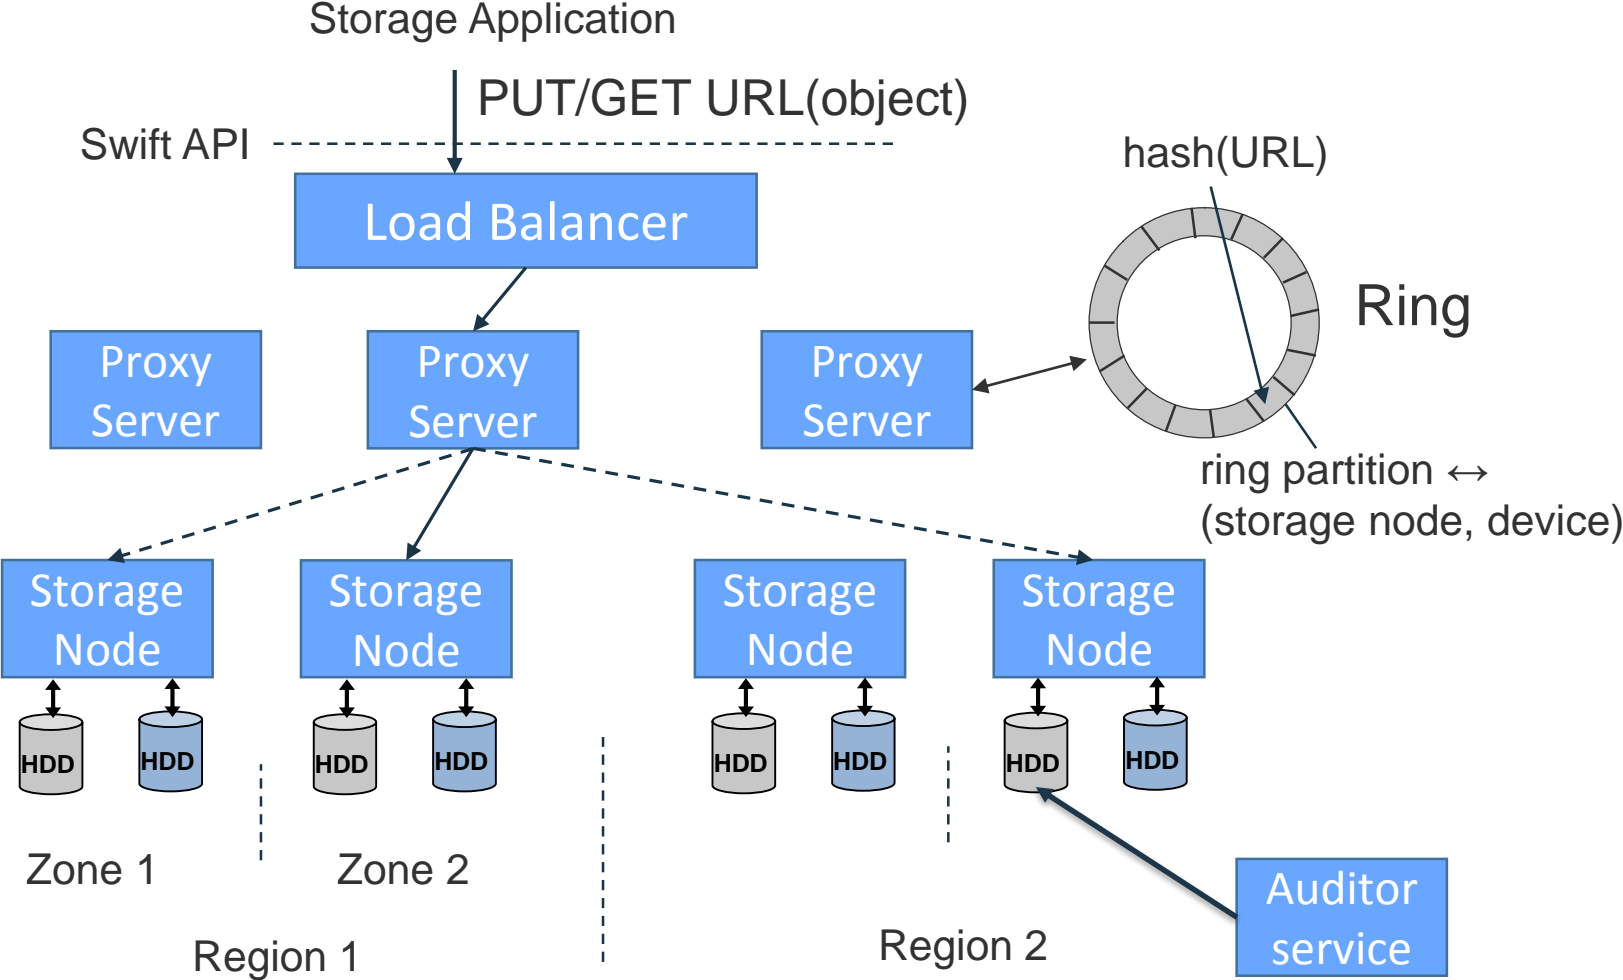 Storage Application
PUT/GET URL(object)
Swift API
hash(URL)
Load Balancer
Ring
Proxy
Server
Proxy
Server
Proxy
Server
ring partition ↔
(storage node, device)
Storage
Node
Storage
Node
Storage
Node
Storage
Node
HDD
HDD
HDD
HDD
HDD
HDD
HDD
HDD
Zone 1
Zone 2
Auditor
service
Region 1
Region 2